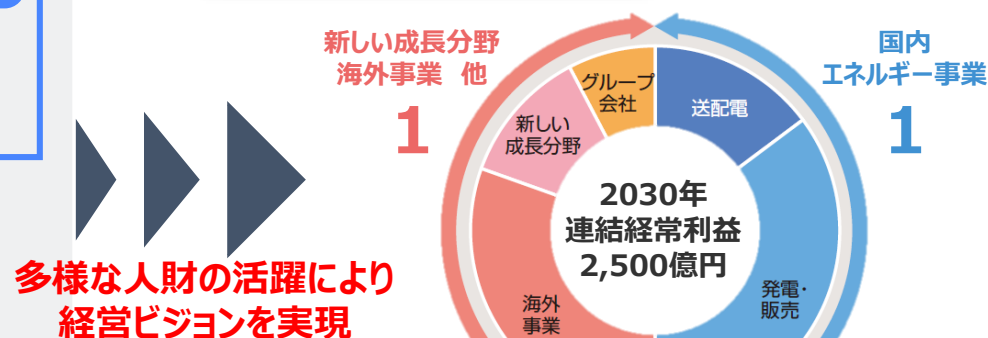 新しい成長分野
海外事業 他
1
国内
エネルギー事業
1
グループ
会社
送配電
新しい
成長分野
2030年
連結経常利益
2,500億円
発電・
販売
海外
事業
多様な人財の活躍により
経営ビジョンを実現